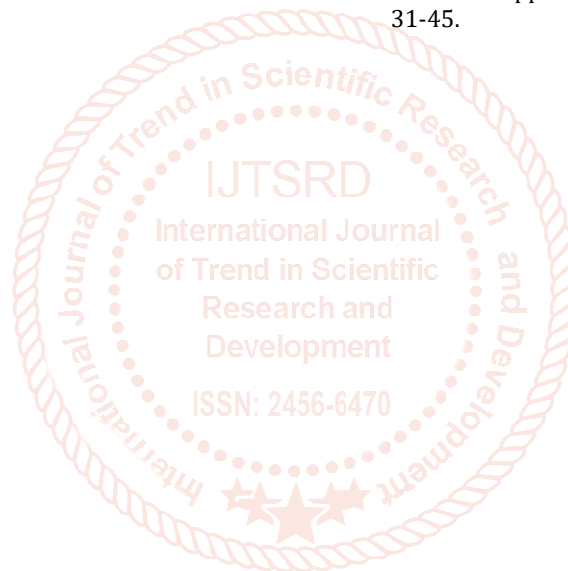 31-45.
International Journal of Trend in Scientific Research and Development
IJTSRD
International Journal
of Trend in Scientific
Research and
Development
ISSN: 2456-6470